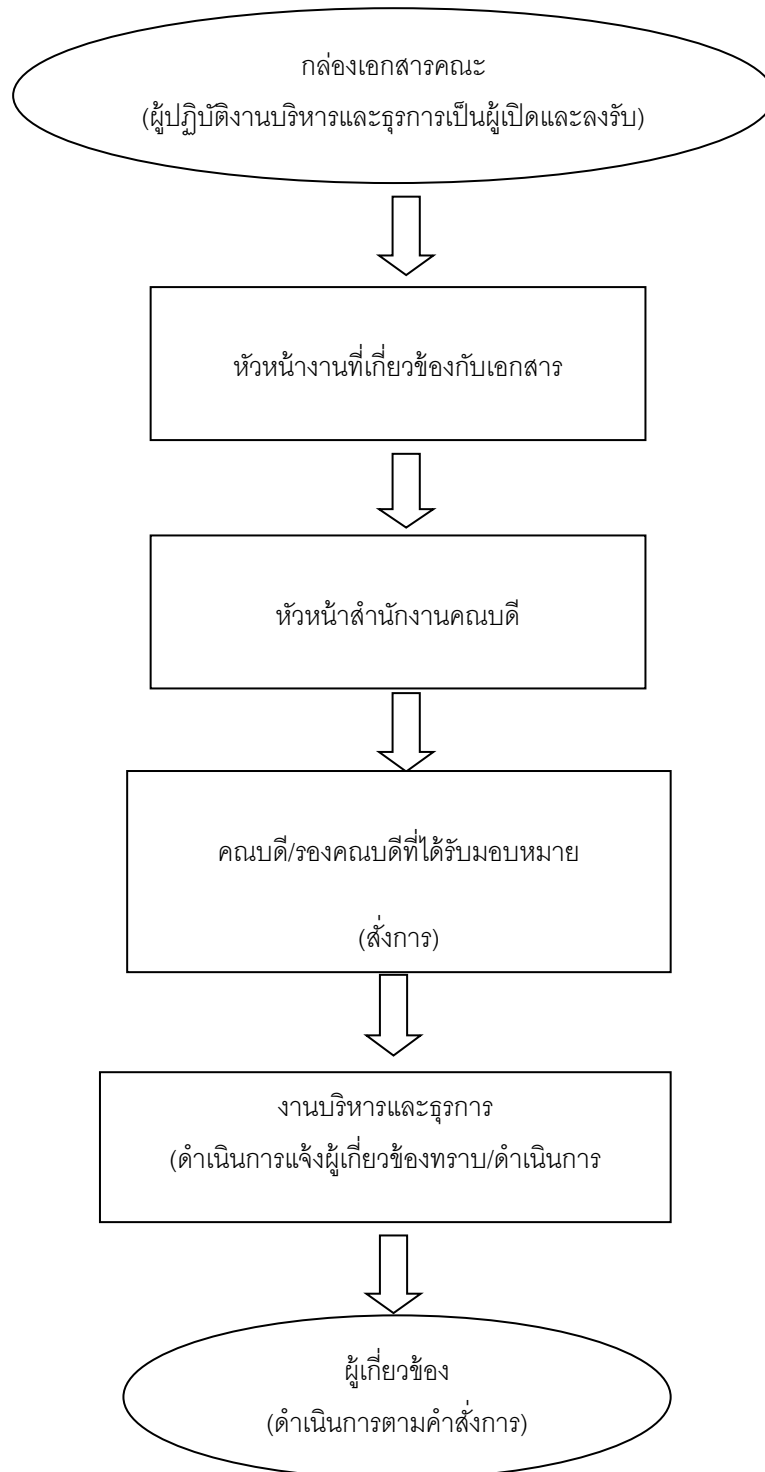 กล่องเอกสารคณะ
(ผู้ปฏิบัติงานบริหารและธุรการเป็นผู้เปิดและลงรับ)
หัวหน้างานที่เกี่ยวข้องกับเอกสาร
หัวหน้าสำนักงานคณบดี
คณบดี/รองคณบดีที่ได้รับมอบหมาย
(สั่งการ)
งานบริหารและธุรการ
(ดำเนินการแจ้งผู้เกี่ยวข้องทราบ/ดำเนินการ
ผู้เกี่ยวข้อง
(ดำเนินการตามคำสั่งการ)